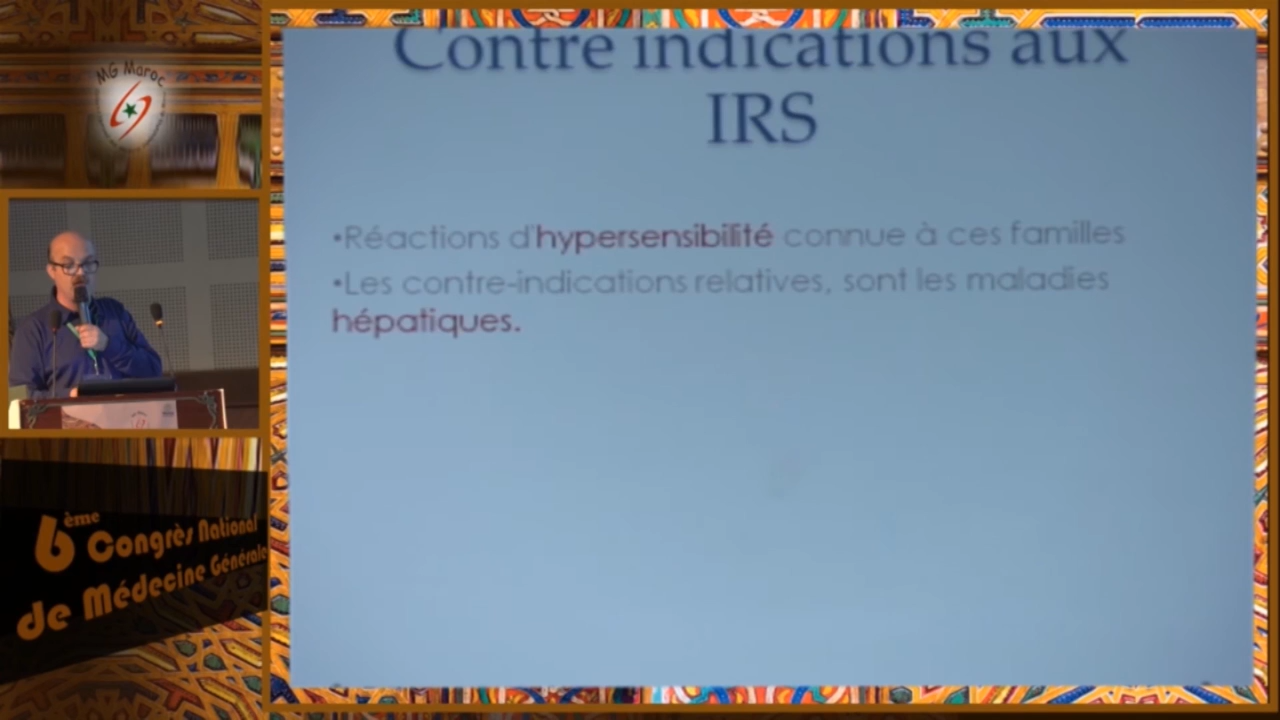 MG Maroc
Contre indications aux
IRS
•Réactions d'hypersensibilité connue à ces familles
•Les contre-indications relatives, sont les maladies
hépatiques.
6ème Congrès National
de Médecine Générale